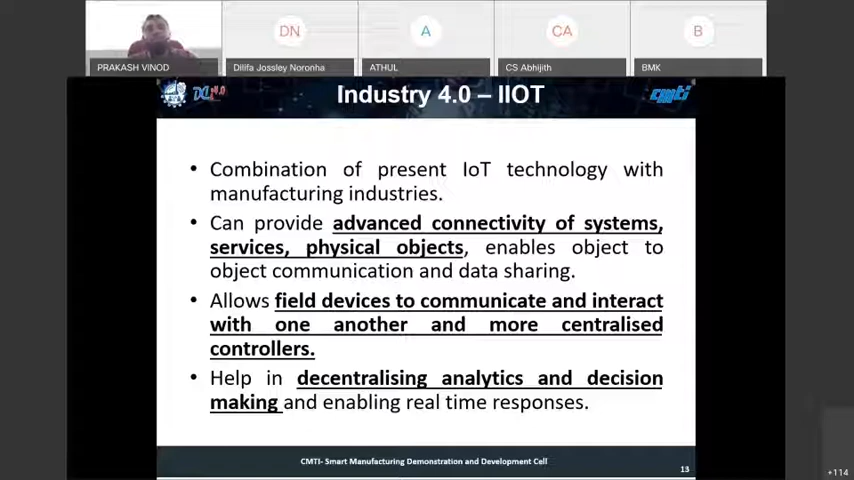 DN
A
CA
B
PRAKASH VINOD
Dilifa Jossley Noronha
ATHUL
CS Abhijith
BMK
4.0
Industry 4.0 – IIOT
cmti
• Combination of present IoT technology with
manufacturing industries.
• Can provide advanced connectivity of systems,
services, physical objects, enables object to
object communication and data sharing.
• Allows field devices to communicate and interact
with one another and more centralised
controllers.
• Help in decentralising analytics and decision
making and enabling real time responses.
CMTI- Smart Manufacturing Demonstration and Development Cell
13
+114